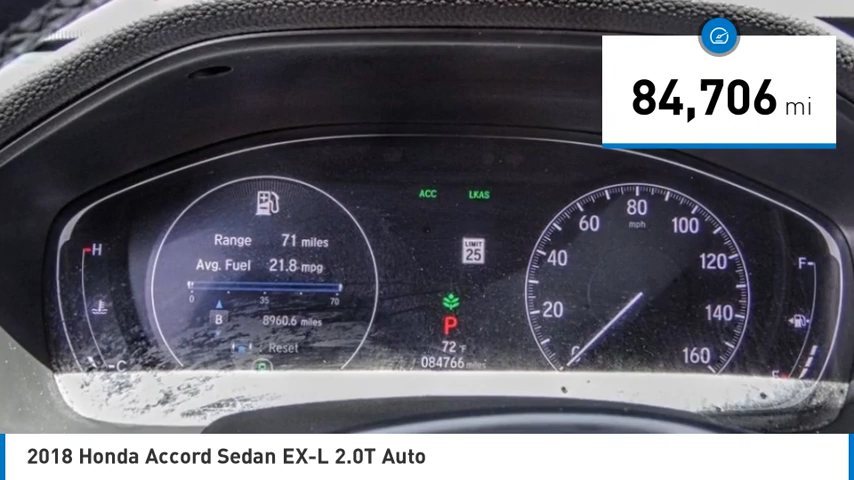 84,706 mi
ACC LKAS
Range 71 miles
Avg. Fuel 21.8 mpg
0 35 70
B 8960.6 miles
Reset
LIMIT
25
P
72 °F
084766 miles
H
C
0 20 40 60 80 100 120 140 160
mph
F
E
2018 Honda Accord Sedan EX-L 2.0T Auto